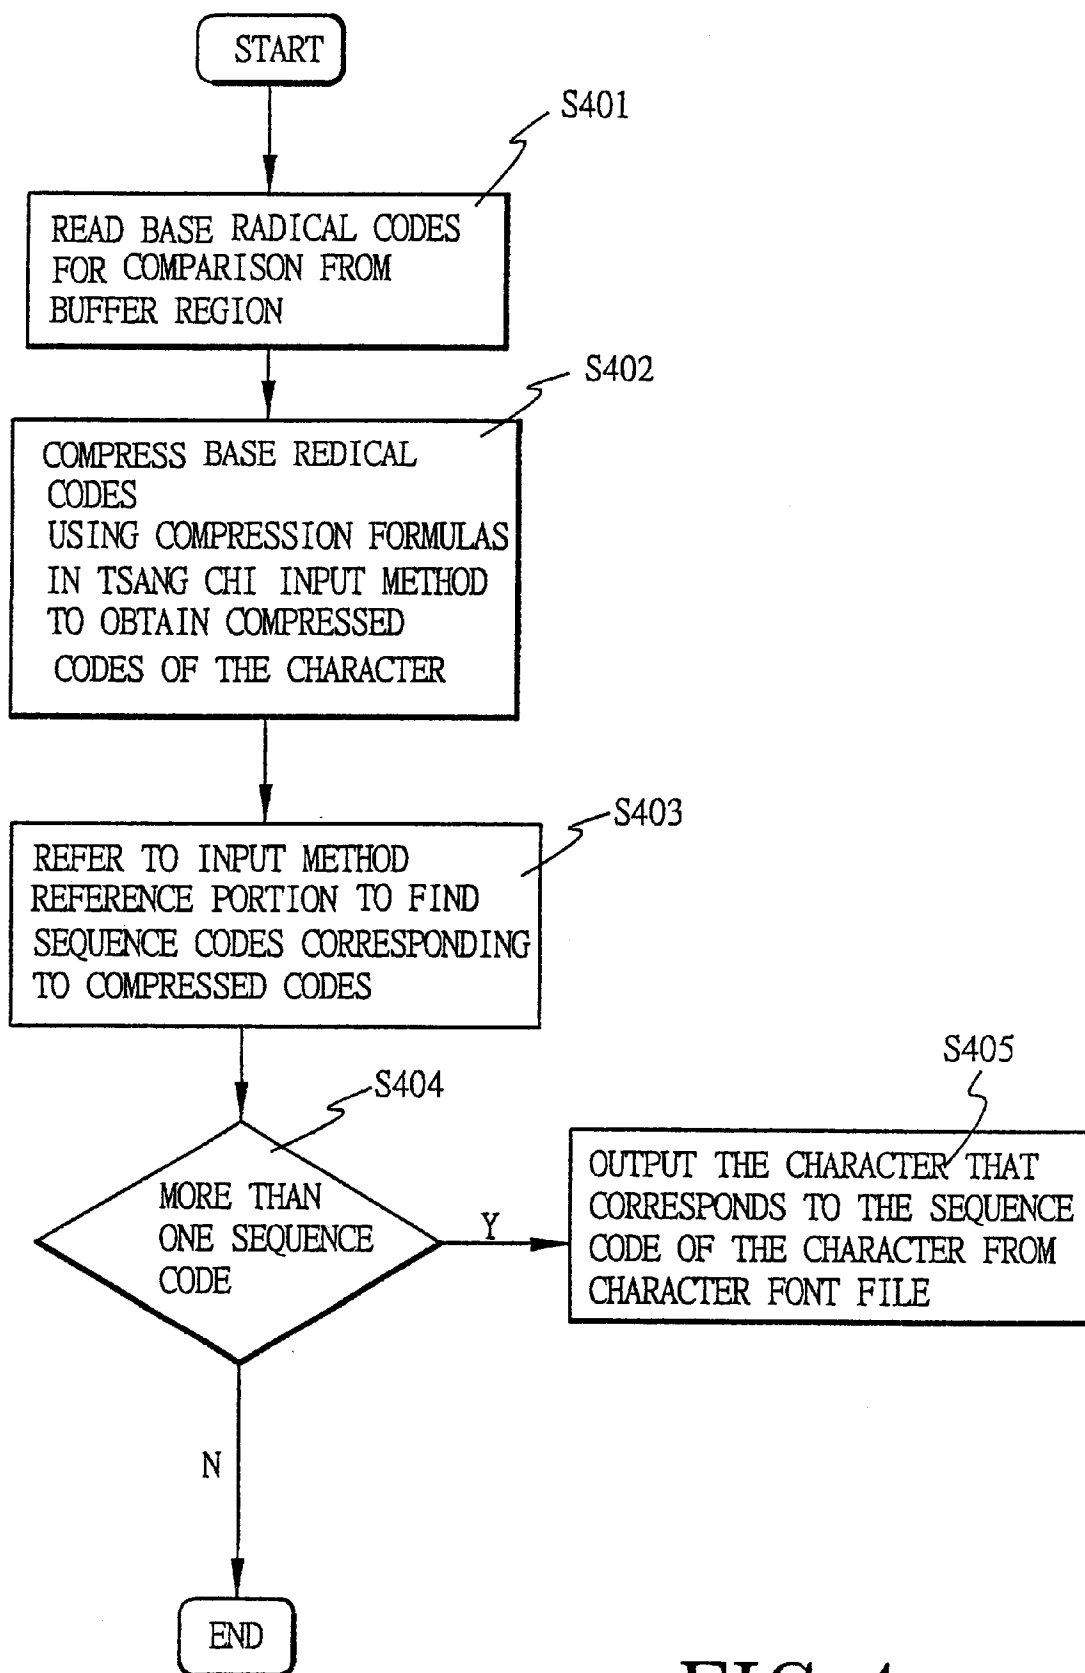 START
S401
READ BASE RADICAL CODES
FOR COMPARISON FROM
BUFFER REGION
S402
COMPRESS BASE REDICAL
CODES
USING COMPRESSION FORMULAS
IN TSANG CHI INPUT METHOD
TO OBTAIN COMPRESSED
CODES OF THE CHARACTER
S403
REFER TO INPUT METHOD
REFERENCE PORTION TO FIND
SEQUENCE CODES CORRESPONDING
TO COMPRESSED CODES
S404
MORE THAN
ONE SEQUENCE
CODE
Y
S405
OUTPUT THE CHARACTER THAT
CORRESPONDS TO THE SEQUENCE
CODE OF THE CHARACTER FROM
CHARACTER FONT FILE
N
END